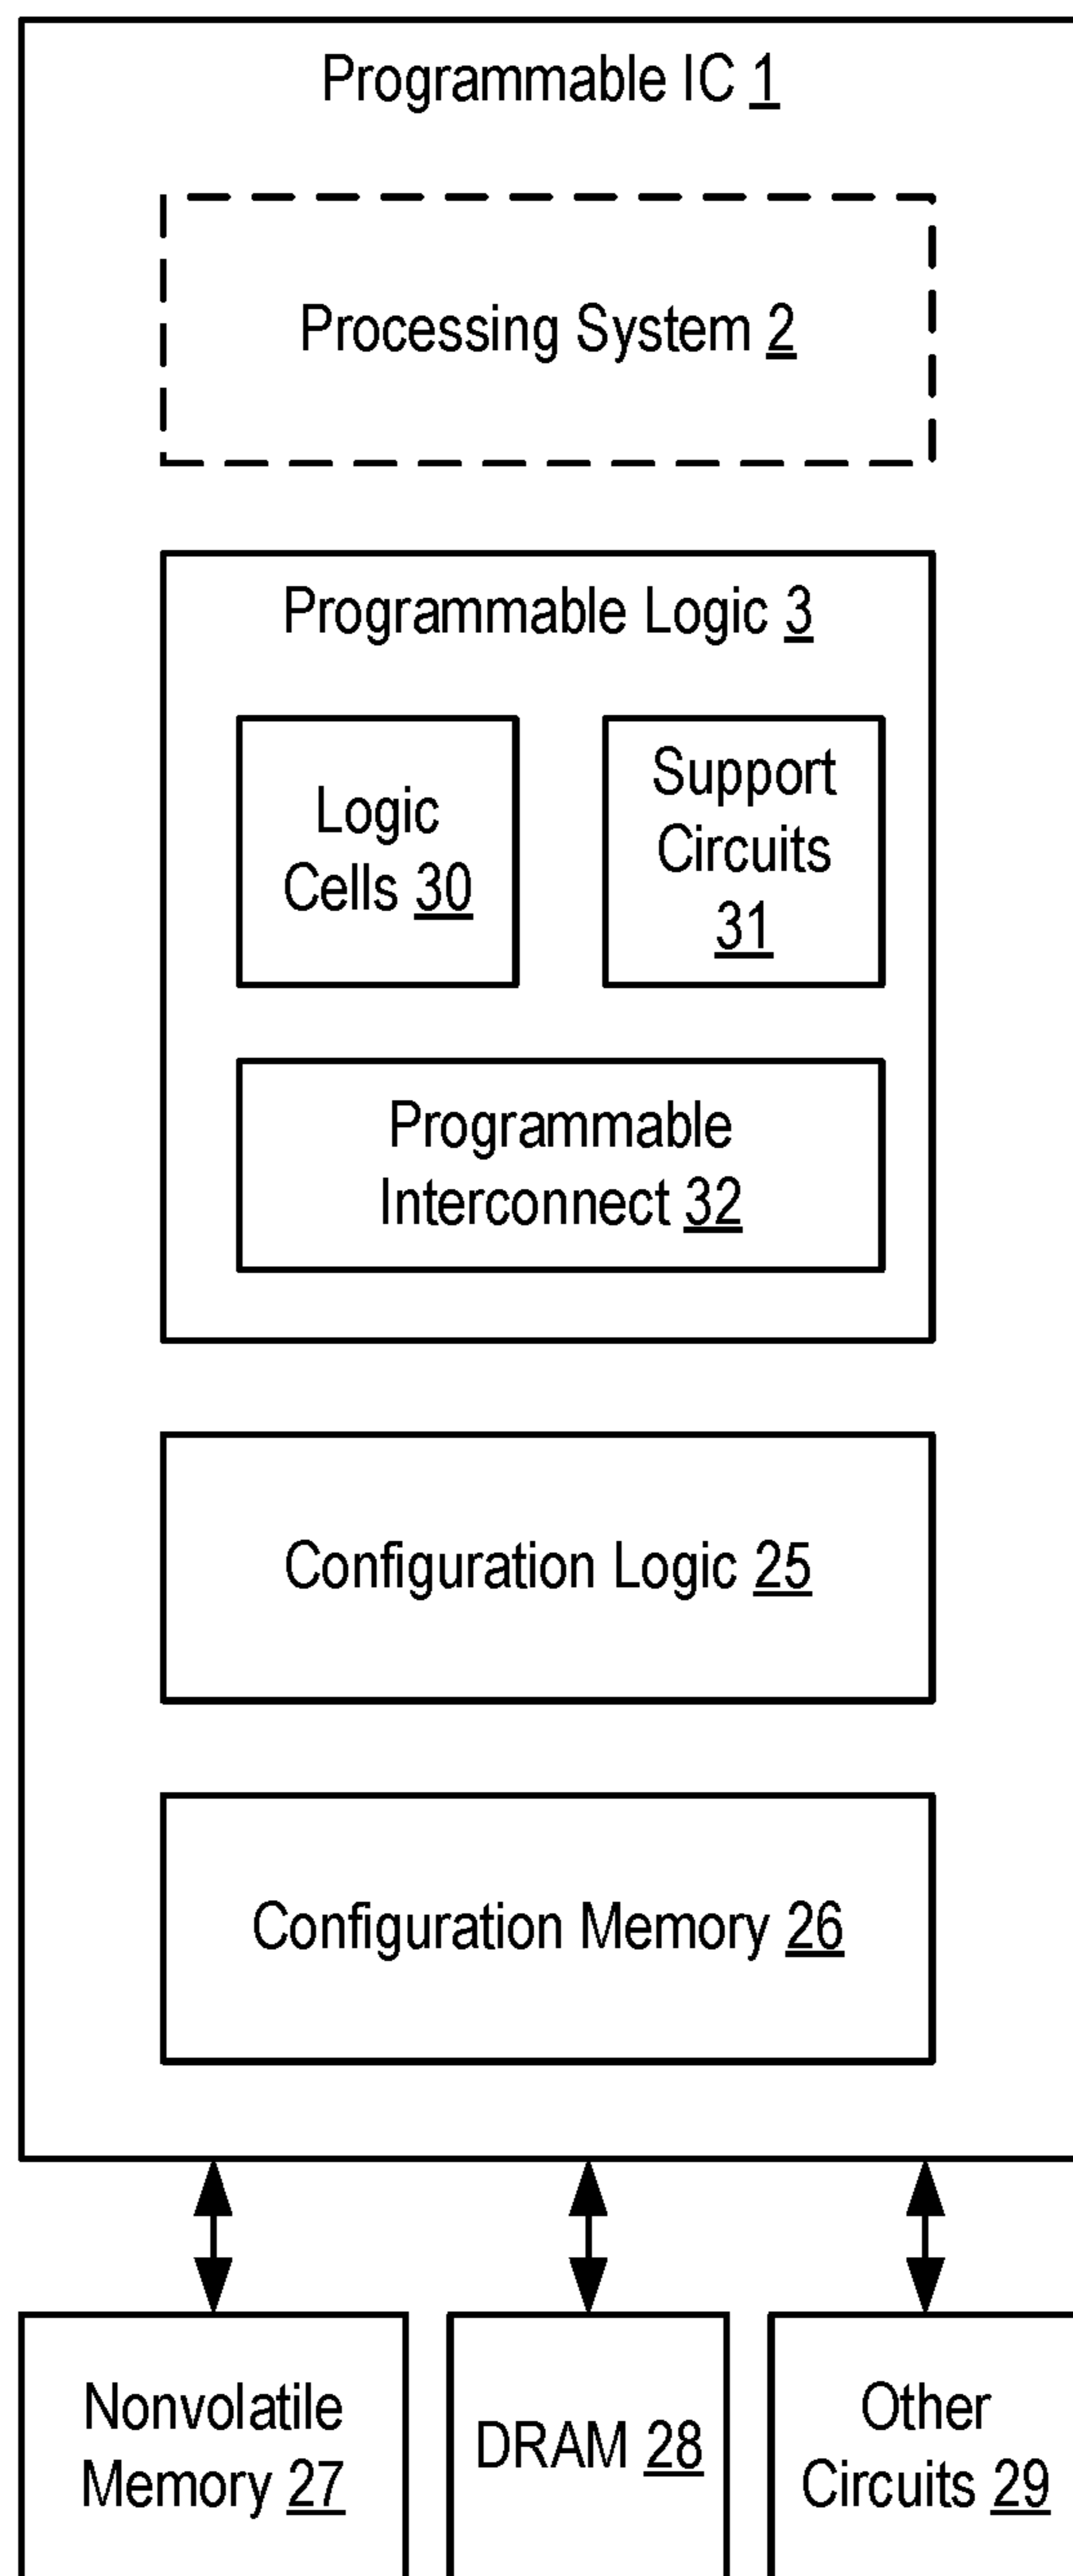 Programmable IC 1
Processing System 2
Programmable Logic 3
Logic
Cells 30
Support
Circuits
31
Programmable
Interconnect 32
Configuration Logic 25
Configuration Memory 26
Nonvolatile
Memory 27
DRAM 28
Other
Circuits 29